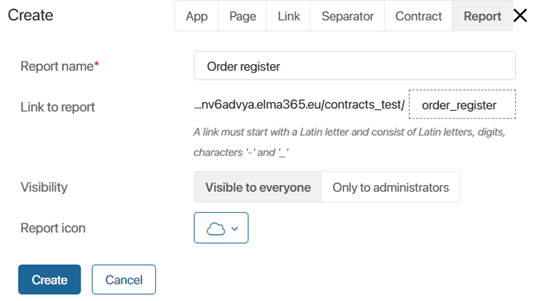 Create App Page Link Separator Contract Report
Report name* Order register
Link to report ...nv6advya.elma365.eu/contracts_test/ order_register
A link must start with a Latin letter and consist of Latin letters, digits,
characters '-' and '_'
Visibility Visible to everyone Only to administrators
Report icon
Create Cancel